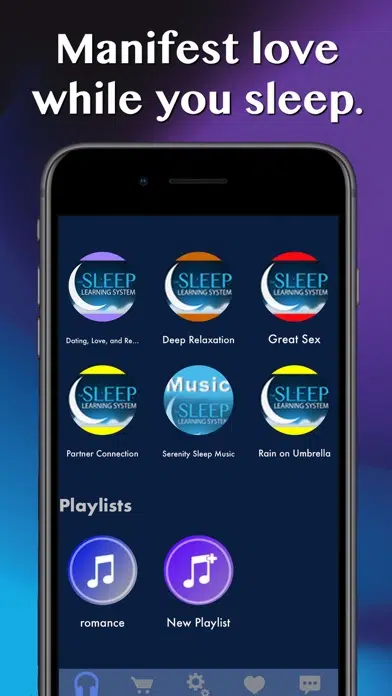 Manifest love
while you sleep.
SLEEP
LEARNING SYSTEM
SLEEP
LEARNING SYSTEM
SLEEP
LEARNING SYSTEM
Dating, Love, and Re...
Deep Relaxation
Great Sex
SLEEP
LEARNING SYSTEM
Music
SLEEP
LEARNING SYSTEM
SLEEP
LEARNING SYSTEM
Partner Connection
Serenity Sleep Music
Rain on Umbrella
Playlists
romance
New Playlist